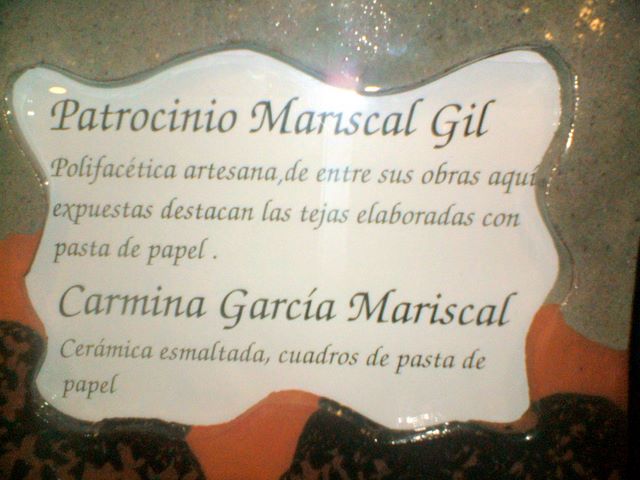 Patrocinio Mariscal Gil
Polifacética artesana,de entre sus obras aquí
expuestas destacan las tejas elaboradas con
pasta de papel .
Carmina García Mariscal
Cerámica esmaltada, cuadros de pasta de
papel